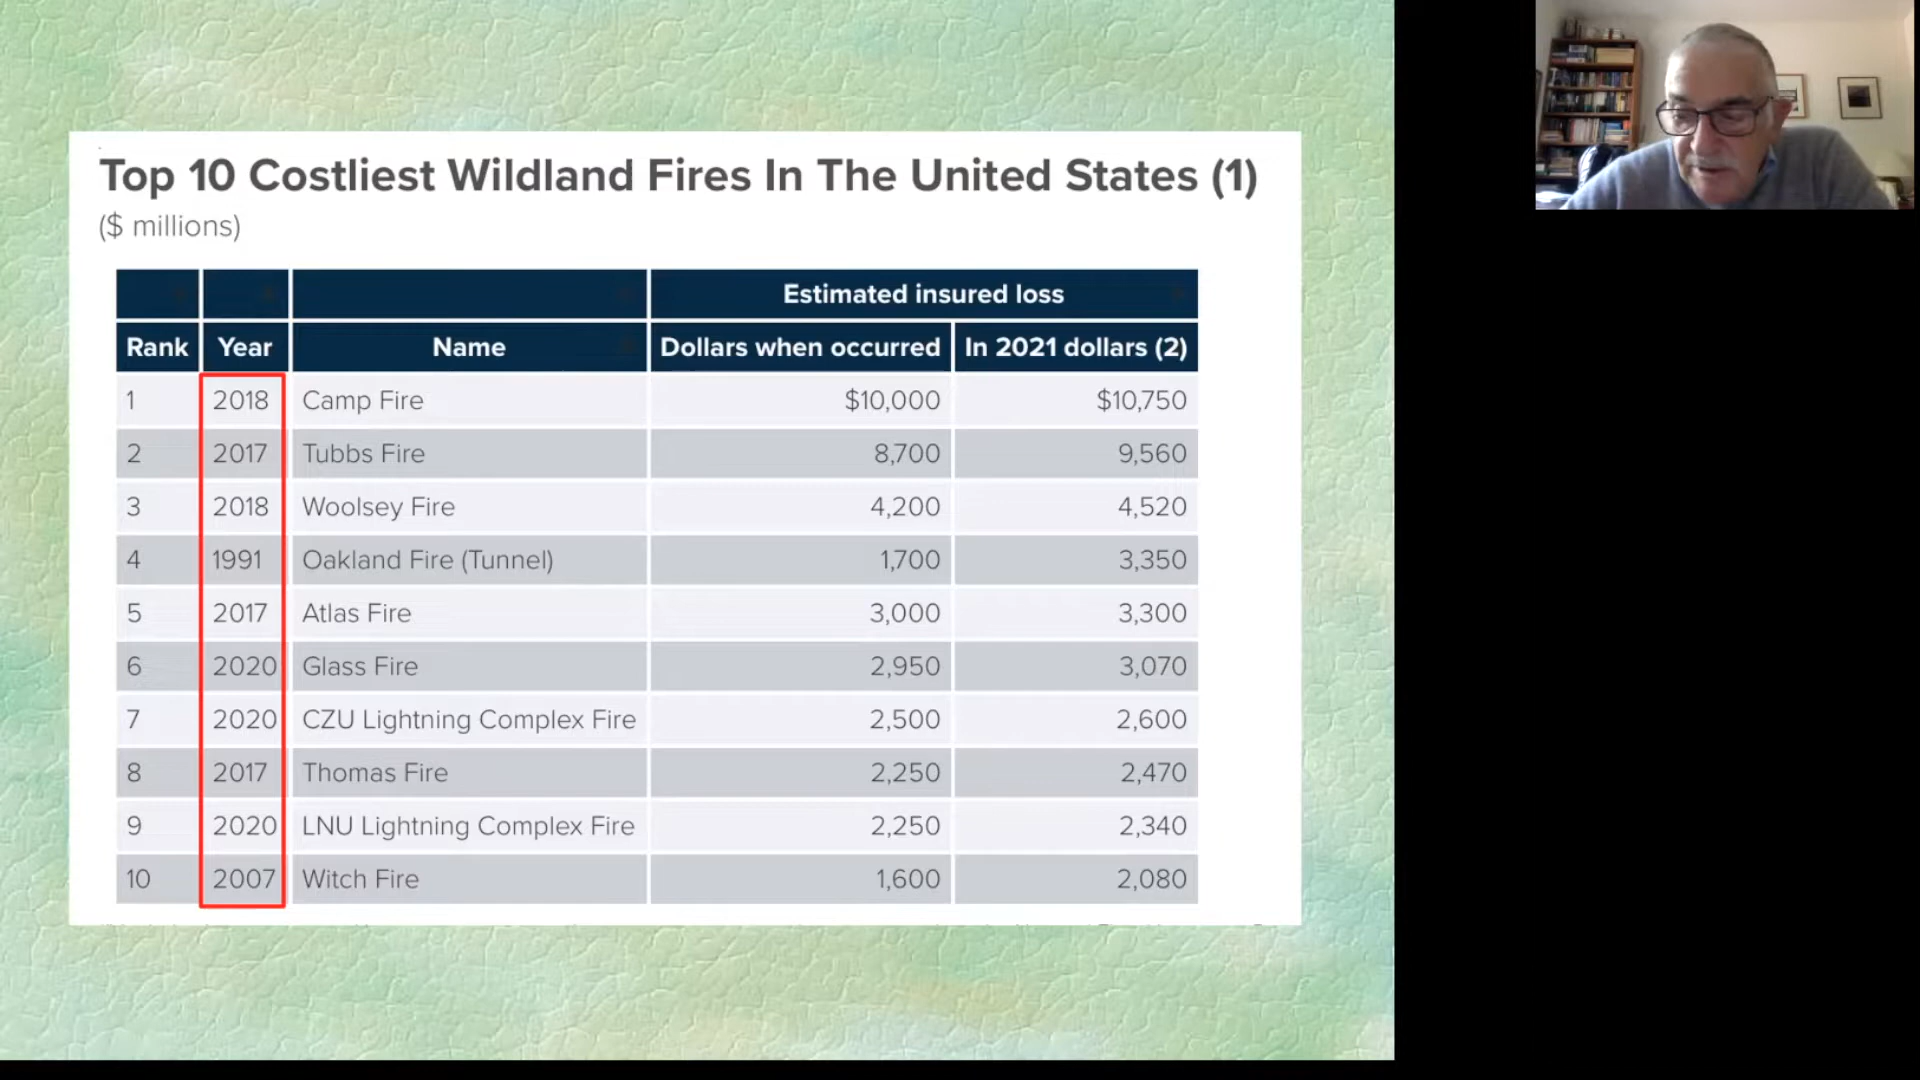 Top 10 Costliest Wildland Fires In The United States (1)
($ millions)
Estimated insured loss
Rank Year Name Dollars when occurred In 2021 dollars (2)
1 2018 Camp Fire $10,000 $10,750
2 2017 Tubbs Fire 8,700 9,560
3 2018 Woolsey Fire 4,200 4,520
4 1991 Oakland Fire (Tunnel) 1,700 3,350
5 2017 Atlas Fire 3,000 3,300
6 2020 Glass Fire 2,950 3,070
7 2020 CZU Lightning Complex Fire 2,500 2,600
8 2017 Thomas Fire 2,250 2,470
9 2020 LNU Lightning Complex Fire 2,250 2,340
10 2007 Witch Fire 1,600 2,080